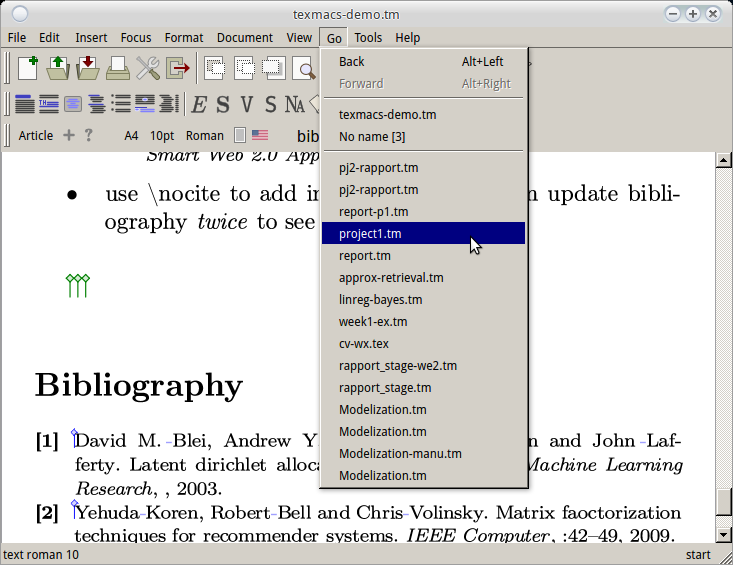 texmacs-demo.tm
File Edit Insert Focus Format Document View Go Tools Help
Back Alt+Left
Forward Alt+Right
texmacs-demo.tm
No name [3]
pj2-rapport.tm
pj2-rapport.tm
report-p1.tm
project1.tm
report.tm
approx-retrieval.tm
linreg-bayes.tm
week1-ex.tm
cv-wx.tex
rapport_stage-we2.tm
rapport_stage.tm
Modelization.tm
Modelization.tm
Modelization-manu.tm
Modelization.tm
E S V S NA
Article A4 10pt Roman bib
Smart Web 2.0 App
• use \nocite to add in n update bibli-
ography twice to see
Bibliography
[1] David M. Blei, Andrew Y. n and John Laf-
ferty. Latent dirichlet alloca Machine Learning
Research, , 2003.
[2] Yehuda Koren, Robert Bell and Chris Volinsky. Matrix faoctorization
techniques for recommender systems. IEEE Computer, :42–49, 2009.
text roman 10 start